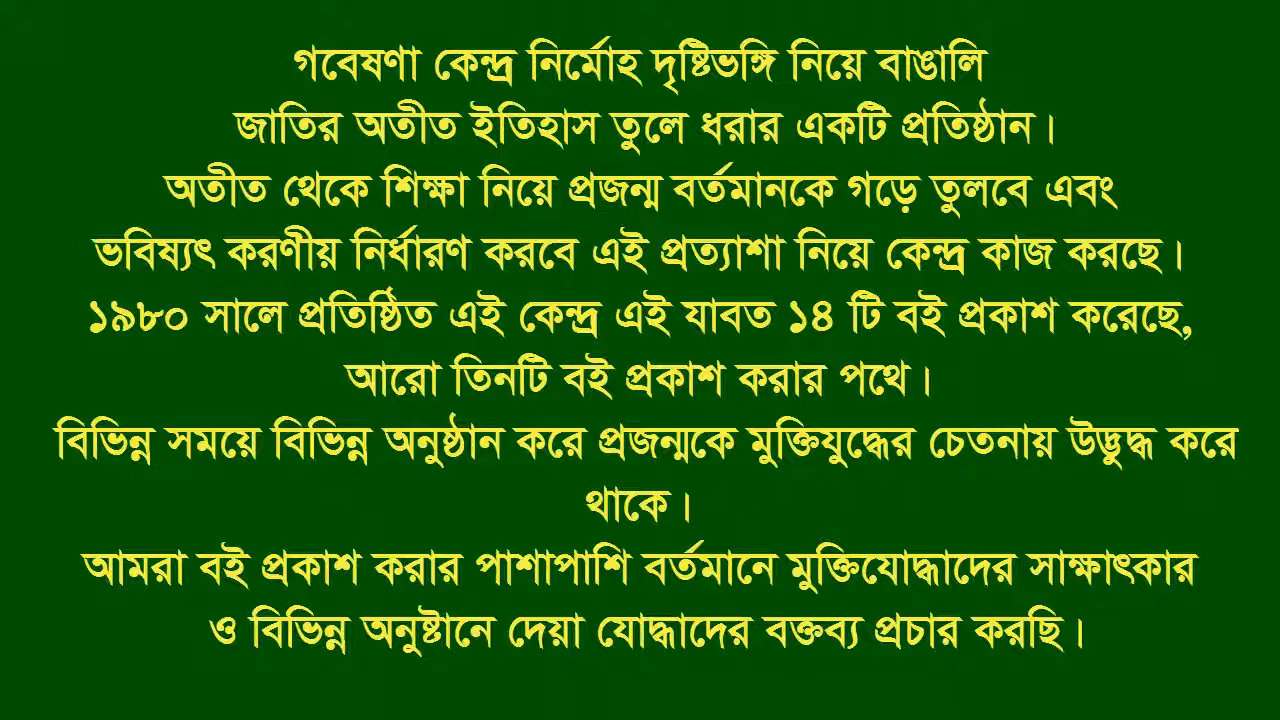 গবেষণা কেন্দ্র নির্মোহ দৃষ্টিভঙ্গি নিয়ে বাঙালি
জাতির অতীত ইতিহাস তুলে ধরার একটি প্রতিষ্ঠান।
অতীত থেকে শিক্ষা নিয়ে প্রজন্ম বর্তমানকে গড়ে তুলবে এবং
ভবিষ্যৎ করণীয় নির্ধারণ করবে এই প্রত্যাশা নিয়ে কেন্দ্র কাজ করছে।
১৯৮০ সালে প্রতিষ্ঠিত এই কেন্দ্র এই যাবত ১৪ টি বই প্রকাশ করেছে,
আরো তিনটি বই প্রকাশ করার পথে।
বিভিন্ন সময়ে বিভিন্ন অনুষ্ঠান করে প্রজন্মকে মুক্তিযুদ্ধের চেতনায় উদ্ভুদ্ধ করে
থাকে।
আমরা বই প্রকাশ করার পাশাপাশি বর্তমানে মুক্তিযোদ্ধাদের সাক্ষাৎকার
ও বিভিন্ন অনুষ্টানে দেয়া যোদ্ধাদের বক্তব্য প্রচার করছি।